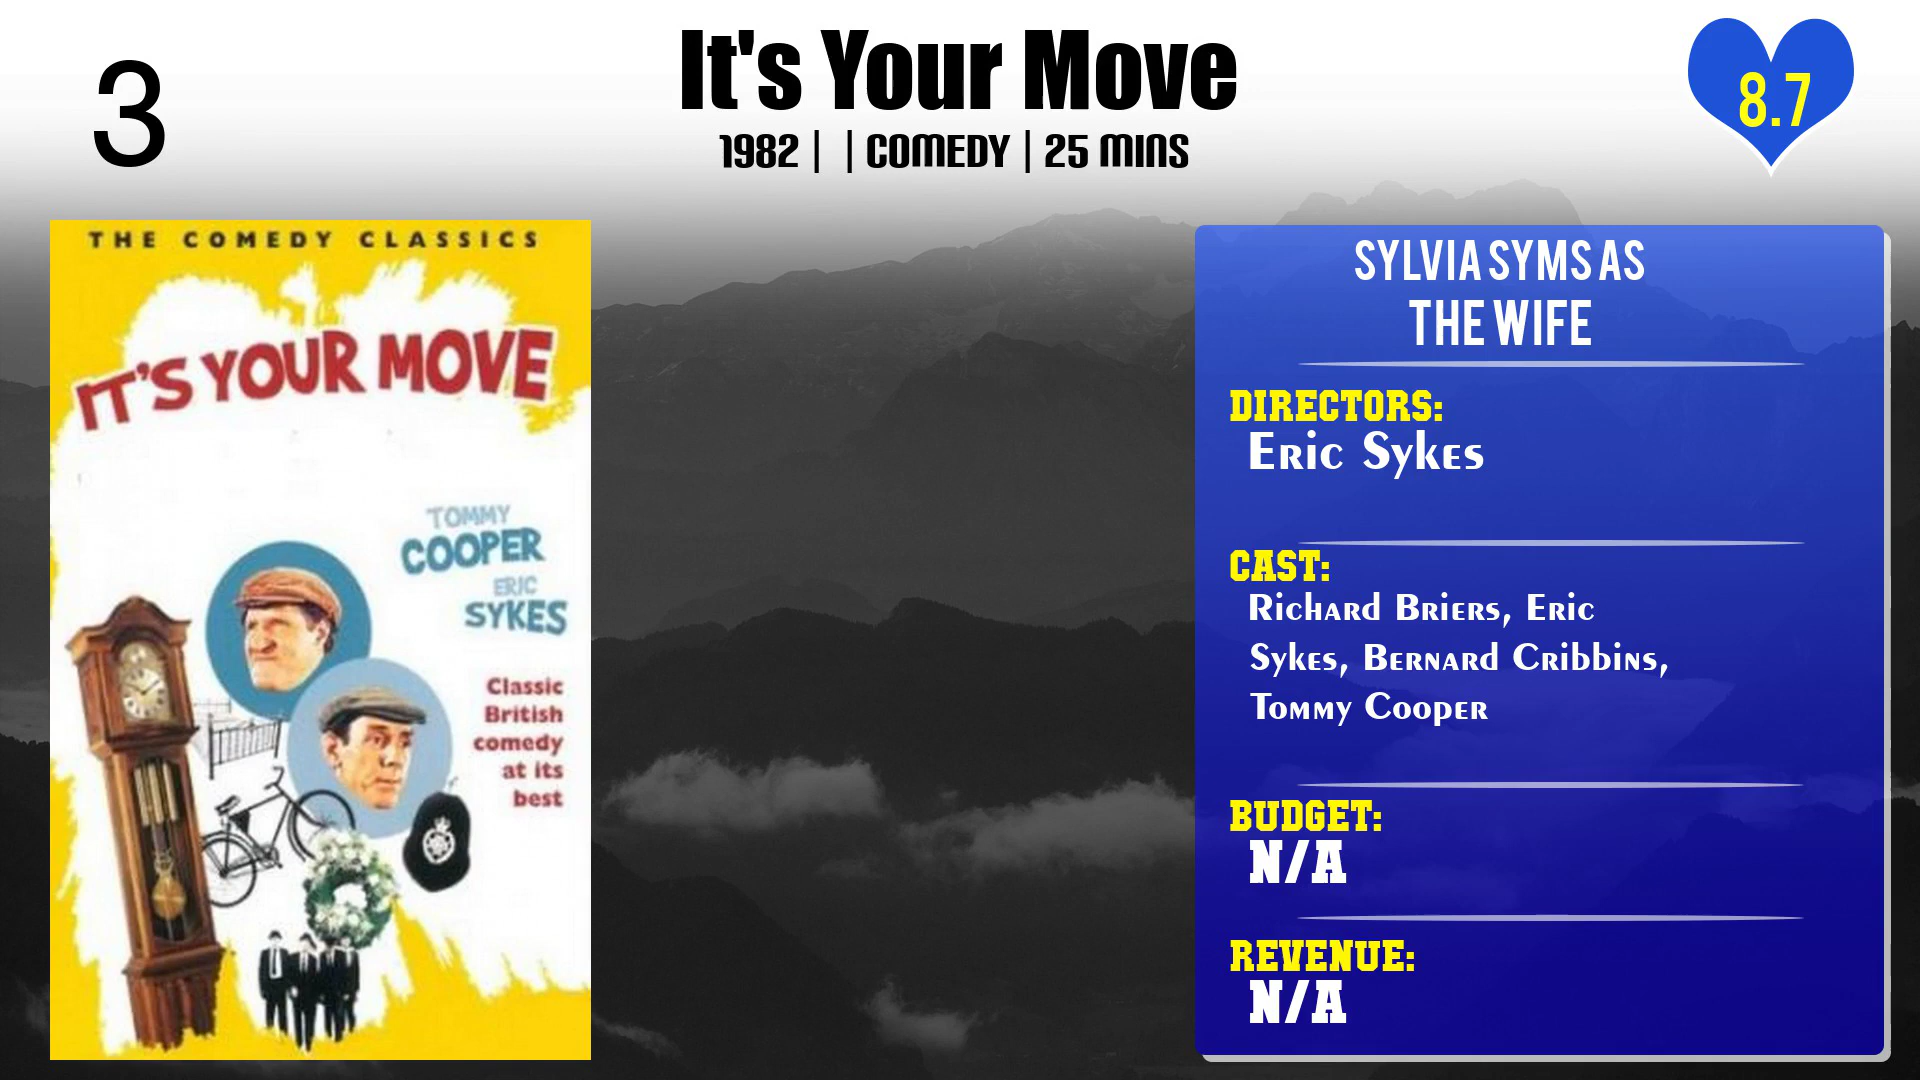 3
It's Your Move
1982 | | COMEDY | 25 MINS
8.7
THE COMEDY CLASSICS
IT'S YOUR MOVE
TOMMY
COOPER
ERIC
SYKES
Classic
British
comedy
at its
best
SYLVIA SYMS AS
THE WIFE
DIRECTORS:
Eric Sykes
CAST:
Richard Briers, Eric
Sykes, Bernard Cribbins,
Tommy Cooper
BUDGET:
N/A
REVENUE:
N/A